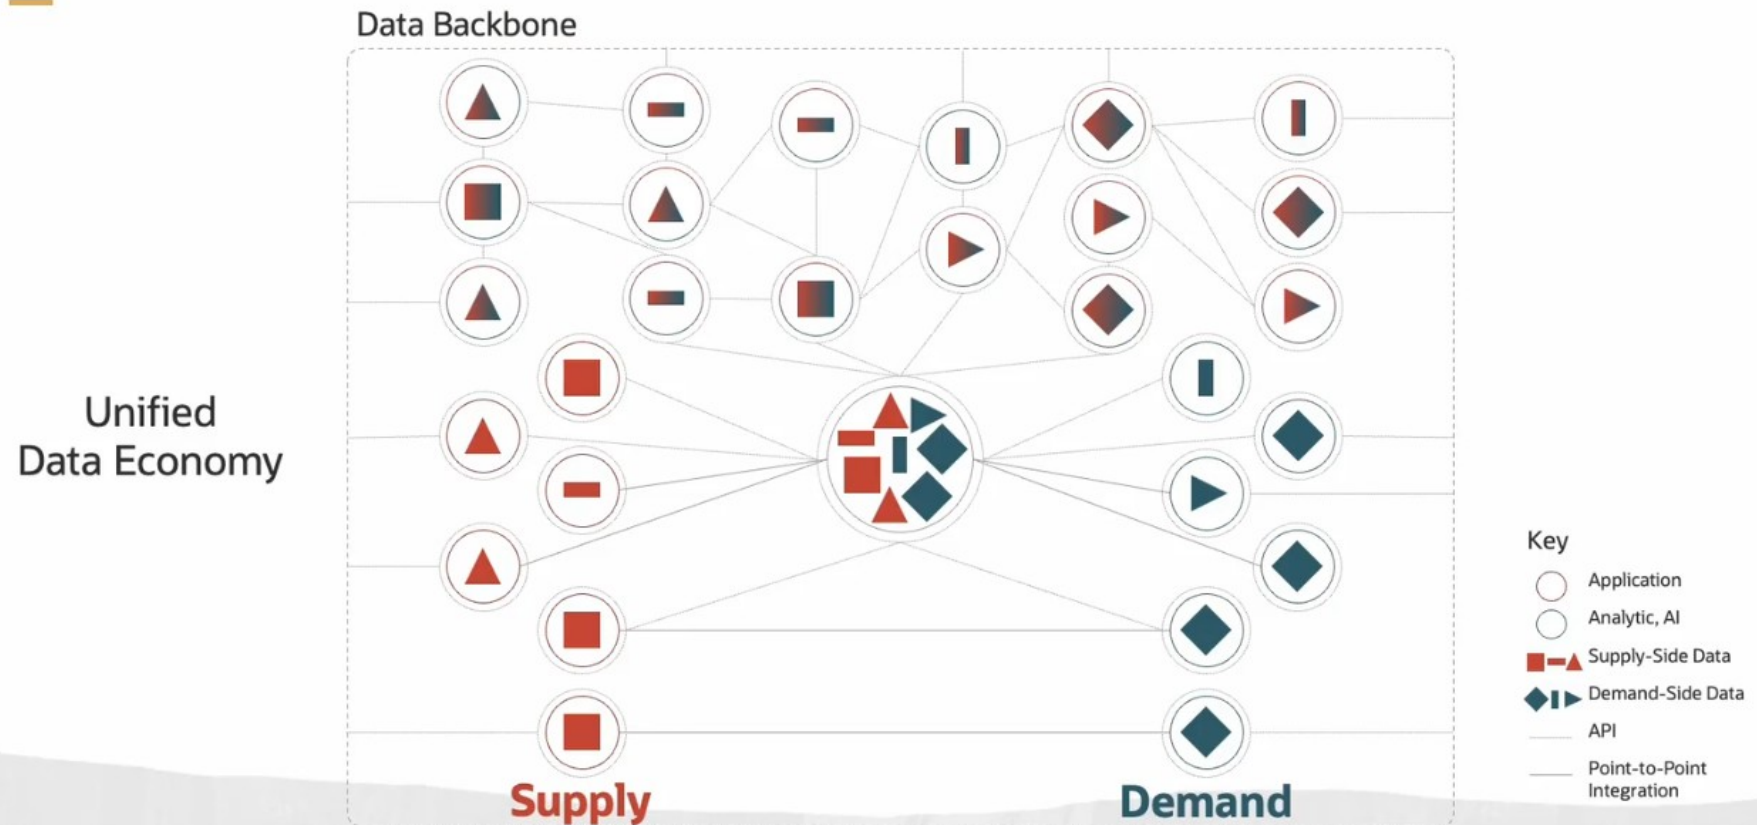 Data Backbone
Unified
Data Economy
Key
Application
Analytic, AI
Supply-Side Data
Demand-Side Data
API
Point-to-Point
Integration
Supply
Demand